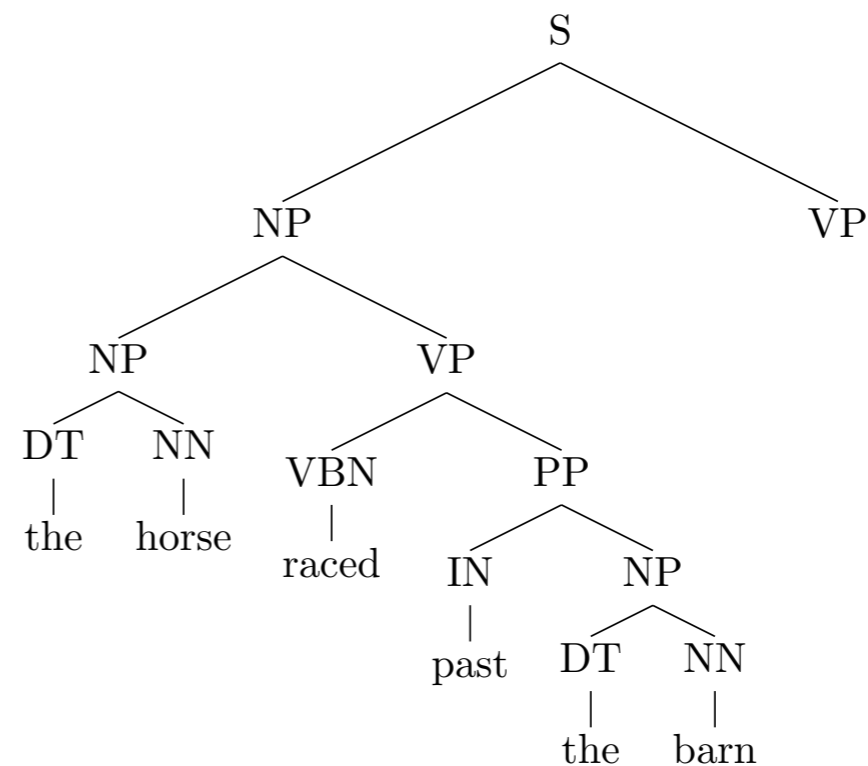 S
NP VP
NP VP
DT NN VBN PP
the horse raced IN NP
past DT NN
the barn